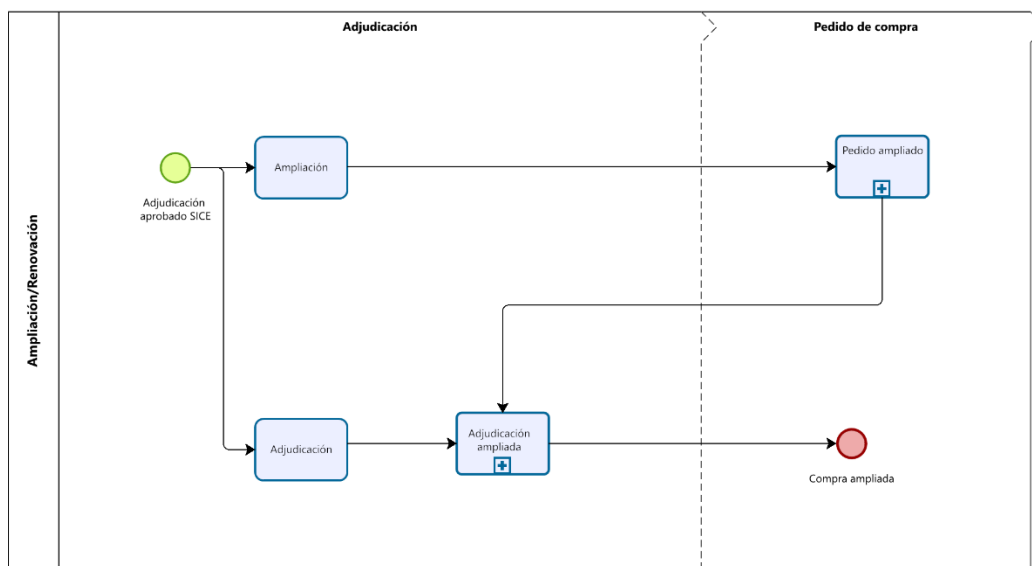 Adjudicación
Pedido de compra
Ampliación/Renovación
Ampliación
Pedido ampliado
Adjudicación
aprobado SICE
Adjudicación
Adjudicación
ampliada
Compra ampliada